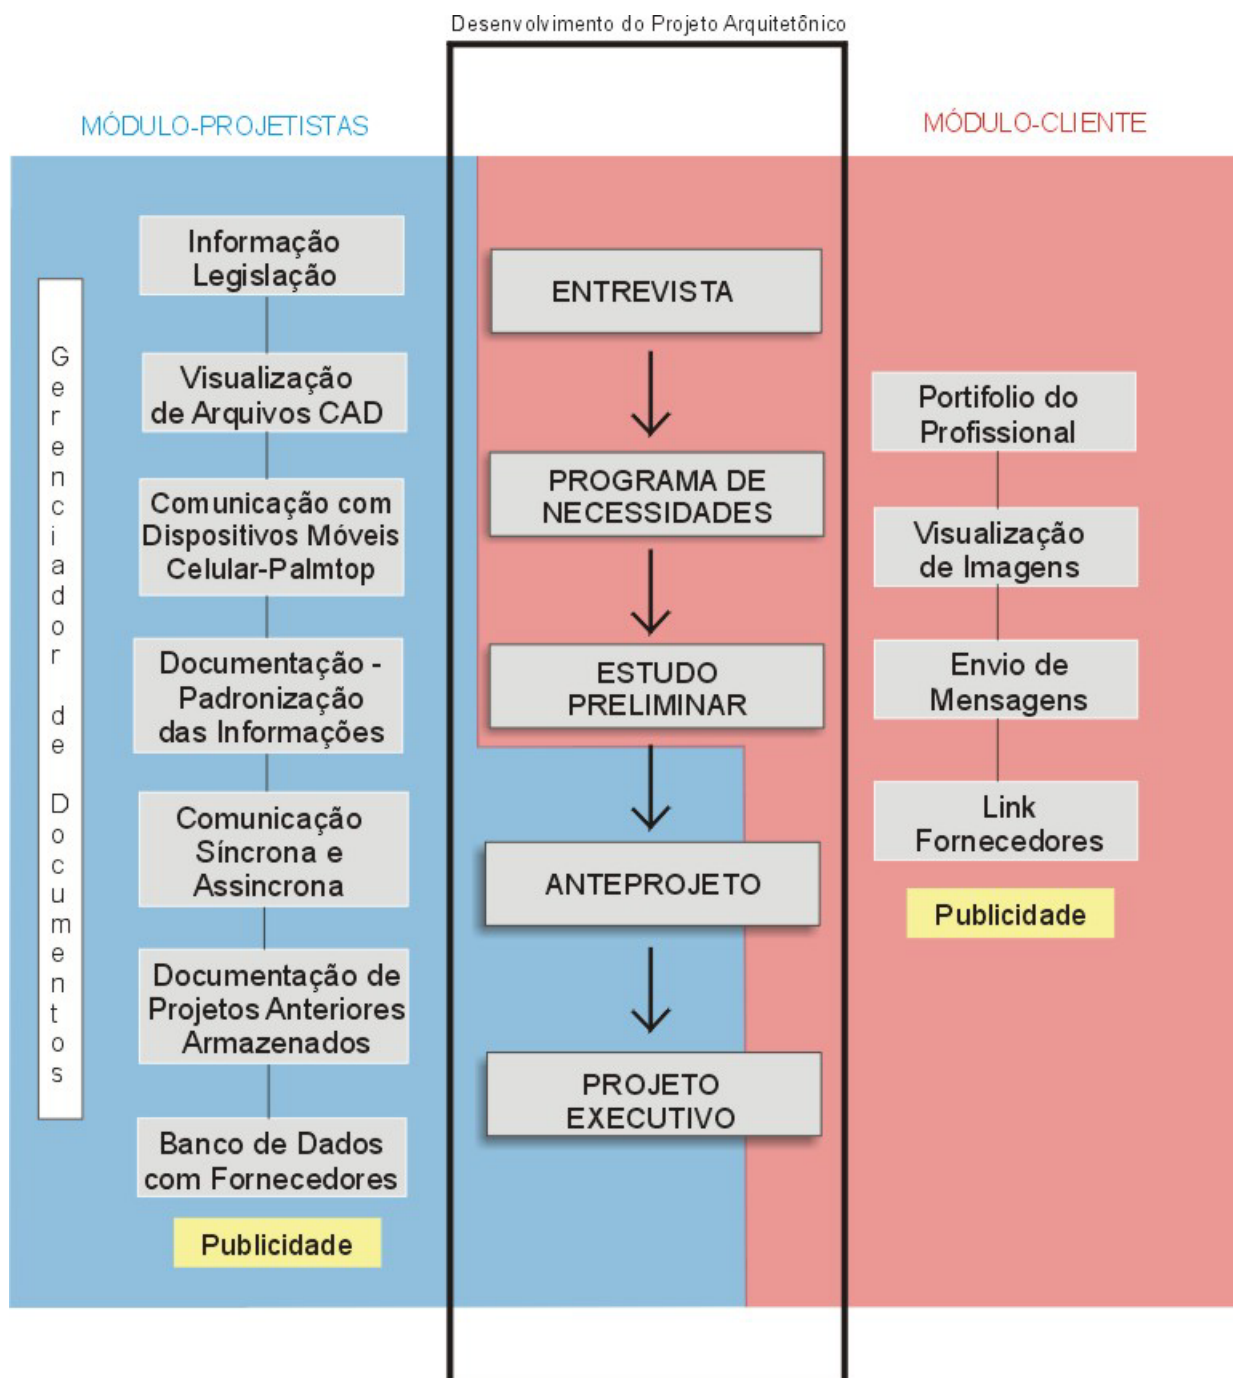 Desenvolvimento do Projeto Arquitetônico
MÓDULO-PROJETISTAS
Gerenciador de Documentos
Informação
Legislação
Visualização
de Arquivos CAD
Comunicação com
Dispositivos Móveis
Celular-Palmtop
Documentação -
Padronização
das Informações
Comunicação
Síncrona e
Assincrona
Documentação de
Projetos Anteriores
Armazenados
Banco de Dados
com Fornecedores
Publicidade
ENTREVISTA
PROGRAMA DE
NECESSIDADES
ESTUDO
PRELIMINAR
ANTEPROJETO
PROJETO
EXECUTIVO
MÓDULO-CLIENTE
Portifolio do
Profissional
Visualização
de Imagens
Envio de
Mensagens
Link
Fornecedores
Publicidade